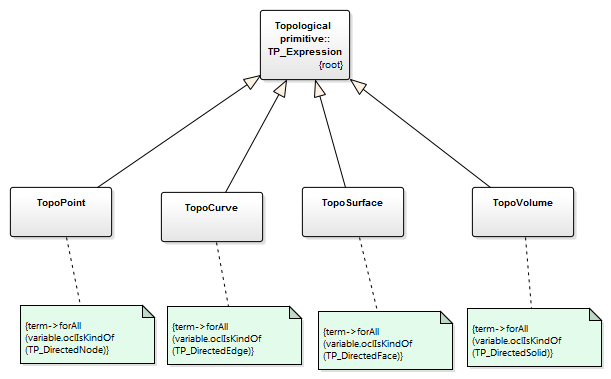 Topological
primitive::
TP_Expression
{root}
TopoPoint
TopoCurve
TopoSurface
TopoVolume
{term->forAll
(variable.oclIsKindOf
(TP_DirectedNode)}
{term->forAll
(variable.oclIsKindOf
(TP_DirectedEdge)}
{term->forAll
(variable.oclIsKindOf
(TP_DirectedFace)}
{term->forAll
(variable.oclIsKindOf
(TP_DirectedSolid)}